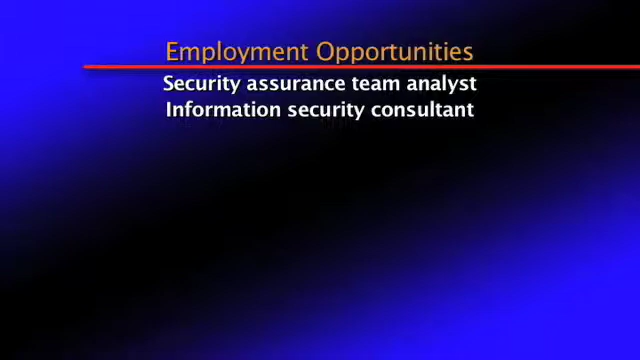 Employment Opportunities
Security assurance team analyst
Information security consultant